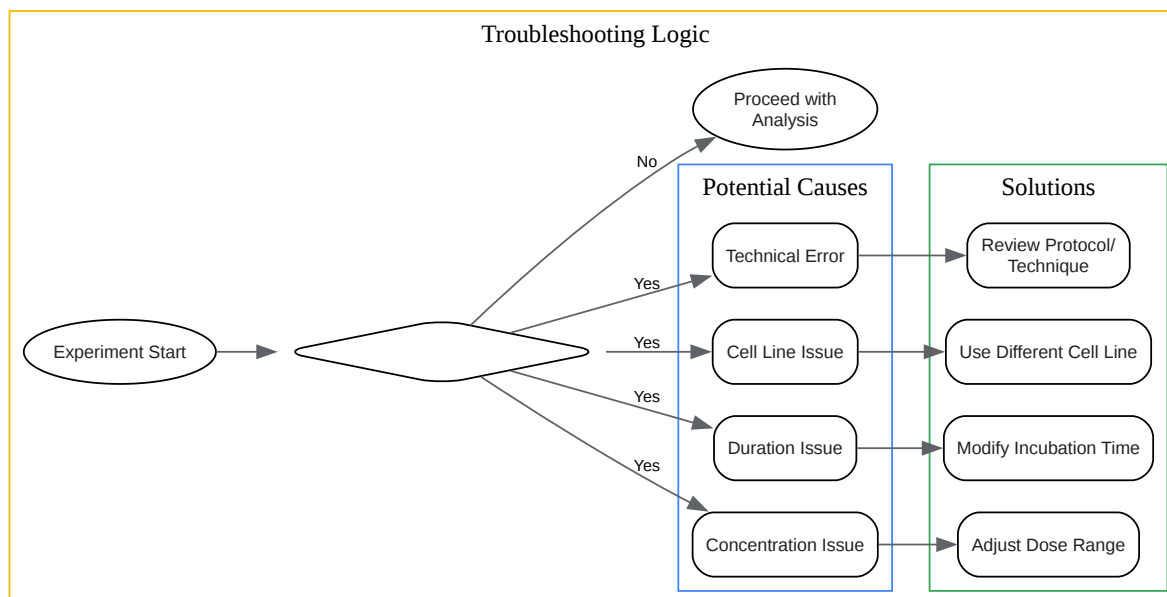 Troubleshooting Logic
Proceed with
Analysis
No
Potential Causes
Solutions
Technical Error
Review Protocol/
Technique
Yes
Experiment Start
Yes
Cell Line Issue
Use Different Cell Line
Yes
Duration Issue
Modify Incubation Time
Yes
Concentration Issue
Adjust Dose Range